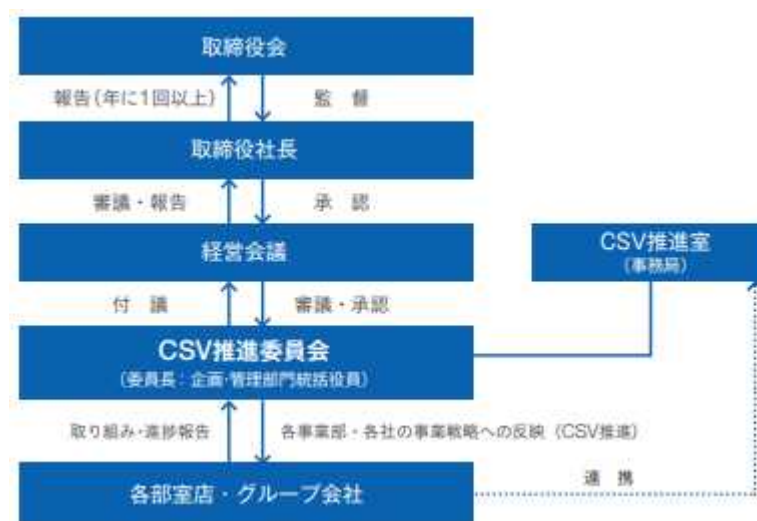 取締役会
報告(年に1回以上)
監 督
取締役社長
審議・報告
承 認
経営会議
CSV推進室
(事務局)
付 議
審議・承認
CSV推進委員会
(委員長：企画・管理部門統括役員)
取り組み・進捗報告
各事業部・各社の事業戦略への反映（CSV推進）
各部室店・グループ会社
連 携